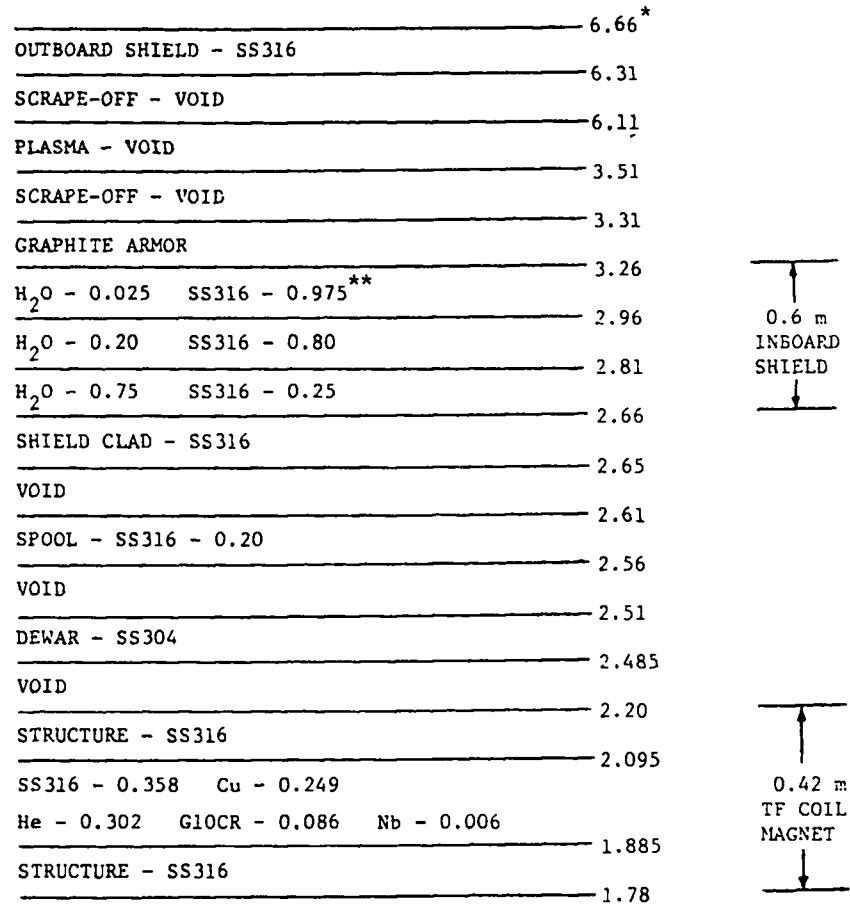 6.66*
OUTBOARD SHIELD - SS316
6.31
SCRAPE-OFF - VOID
6.11
PLASMA - VOID
3.51
SCRAPE-OFF - VOID
3.31
GRAPHITE ARMOR
3.26
H2O - 0.025 SS316 - 0.975**
2.96
H2O - 0.20 SS316 - 0.80
2.81
H2O - 0.75 SS316 - 0.25
2.66
0.6 m
INBOARD
SHIELD
SHIELD CLAD - SS316
2.65
VOID
2.61
SPOOL - SS316 - 0.20
2.56
VOID
2.51
DEWAR - SS304
2.485
VOID
2.20
STRUCTURE - SS316
2.095
SS316 - 0.358 Cu - 0.249
He - 0.302 G10CR - 0.086 Nb - 0.006
1.885
STRUCTURE - SS316
1.78
0.42 m
TF COIL
MAGNET